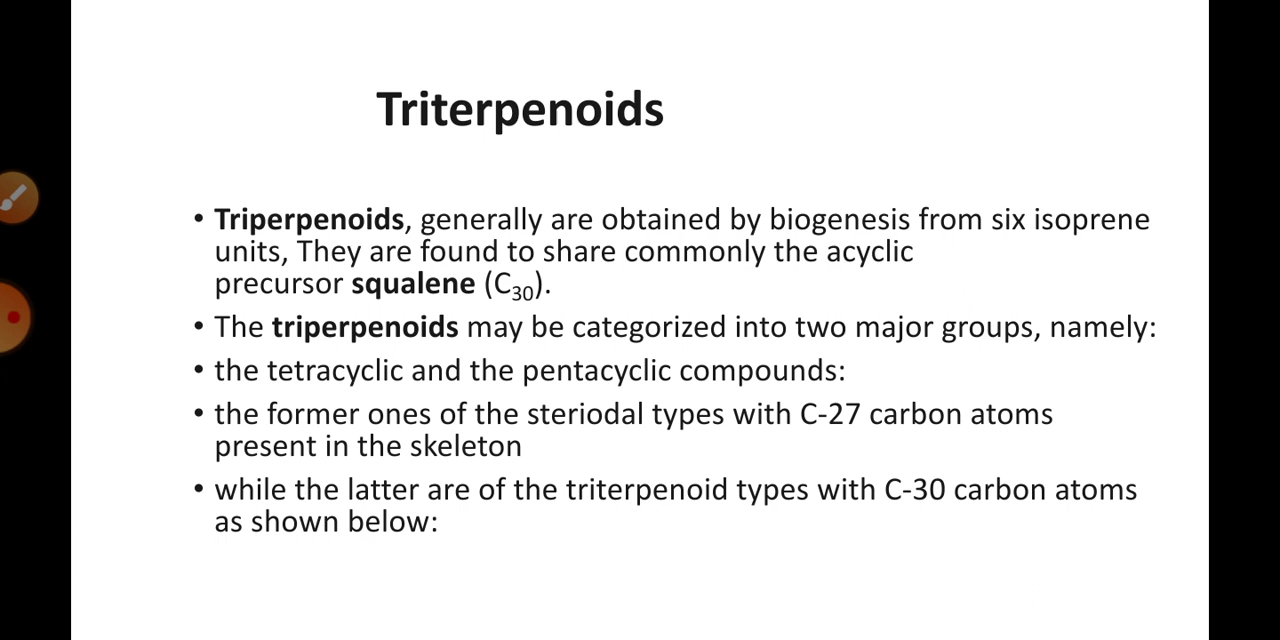 Triterpenoids
• Triperpenoids, generally are obtained by biogenesis from six isoprene
units, They are found to share commonly the acyclic
precursor squalene (C₃₀).
• The triperpenoids may be categorized into two major groups, namely:
• the tetracyclic and the pentacyclic compounds:
• the former ones of the steriodal types with C-27 carbon atoms
present in the skeleton
• while the latter are of the triterpenoid types with C-30 carbon atoms
as shown below: